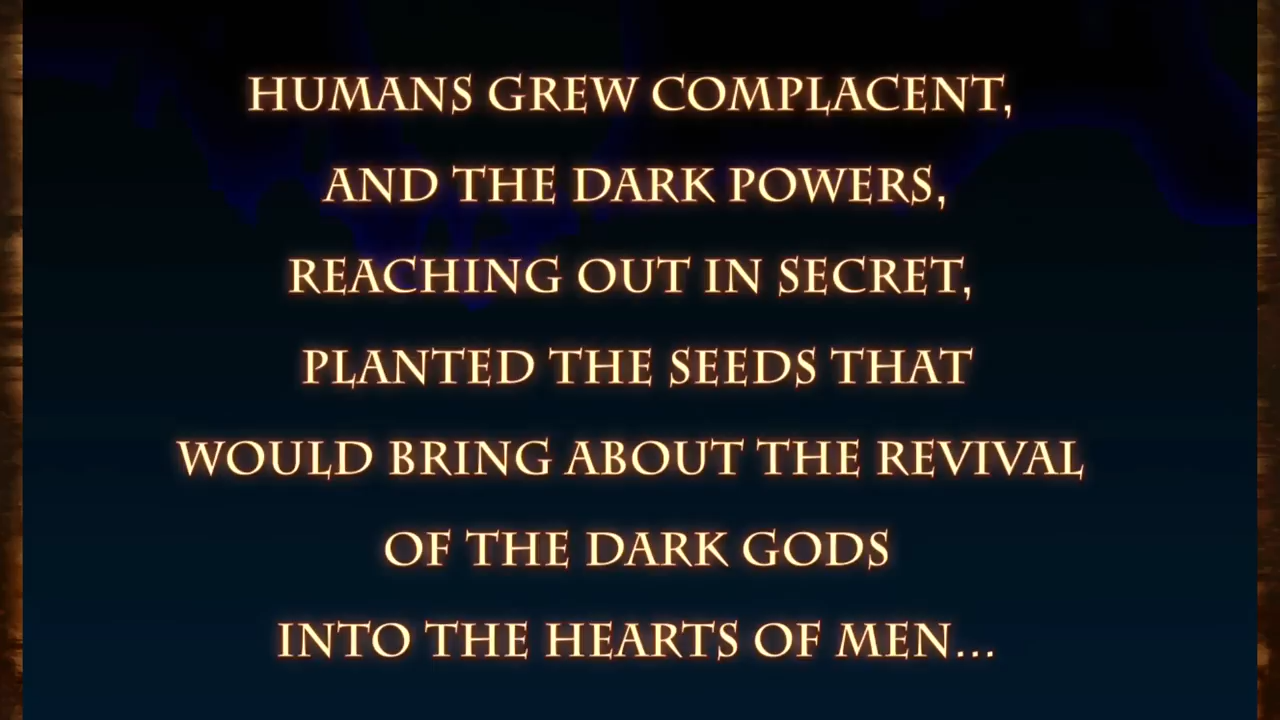 HUMANS GREW COMPLACENT,
AND THE DARK POWERS,
REACHING OUT IN SECRET,
PLANTED THE SEEDS THAT
WOULD BRING ABOUT THE REVIVAL
OF THE DARK GODS
INTO THE HEARTS OF MEN...